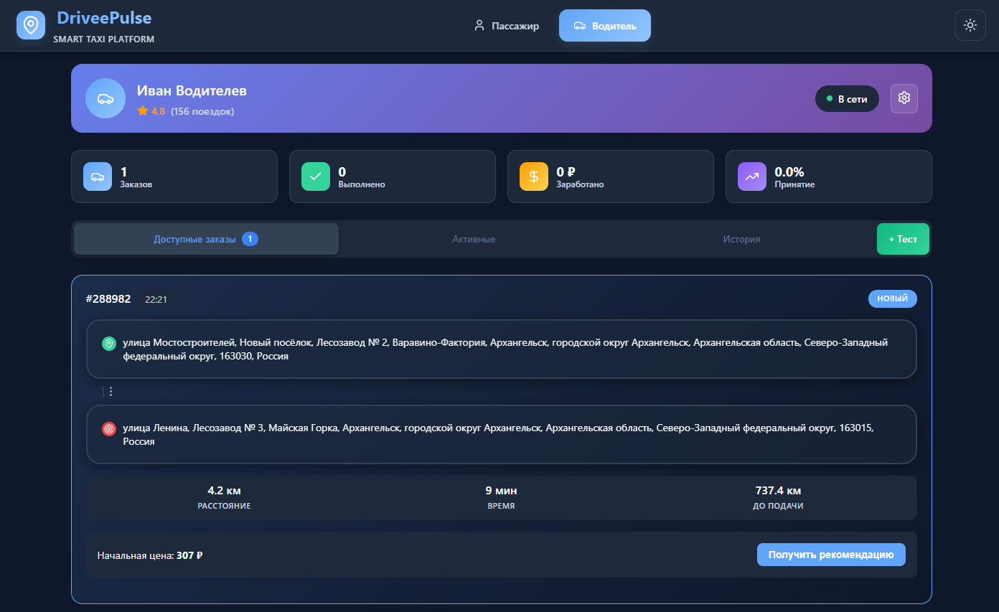 DriveePulse
SMART TAXI PLATFORM
Пассажир
Водитель
Иван Водителев
4.8 (156 поездок)
В сети
1
Заказов
0
Выполнено
0 ₽
Заработано
0.0%
Принятие
Доступные заказы 1
Активные
История
+ Тест
#288982 22:21
НОВЫЙ
улица Мостостроителей, Новый посёлок, Лесозавод № 2, Варавино-Фактория, Архангельск, городской округ Архангельск, Архангельская область, Северо-Западный
федеральный округ, 163030, Россия
улица Ленина, Лесозавод № 3, Майская Горка, Архангельск, городской округ Архангельск, Архангельская область, Северо-Западный федеральный округ, 163015,
Россия
4.2 км
РАССТОЯНИЕ
9 мин
ВРЕМЯ
737.4 км
ДО ПОДАЧИ
Начальная цена: 307 ₽
Получить рекомендацию